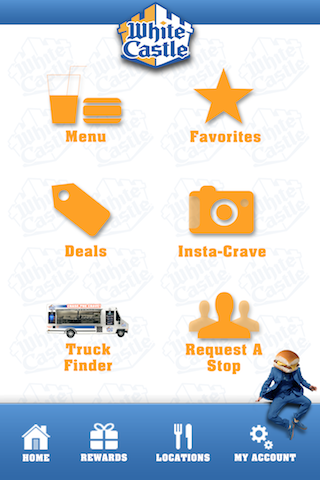 White
Castle
Menu
Favorites
Deals
Insta-Crave
Truck
Finder
Request A
Stop
HOME
REWARDS
LOCATIONS
MY ACCOUNT